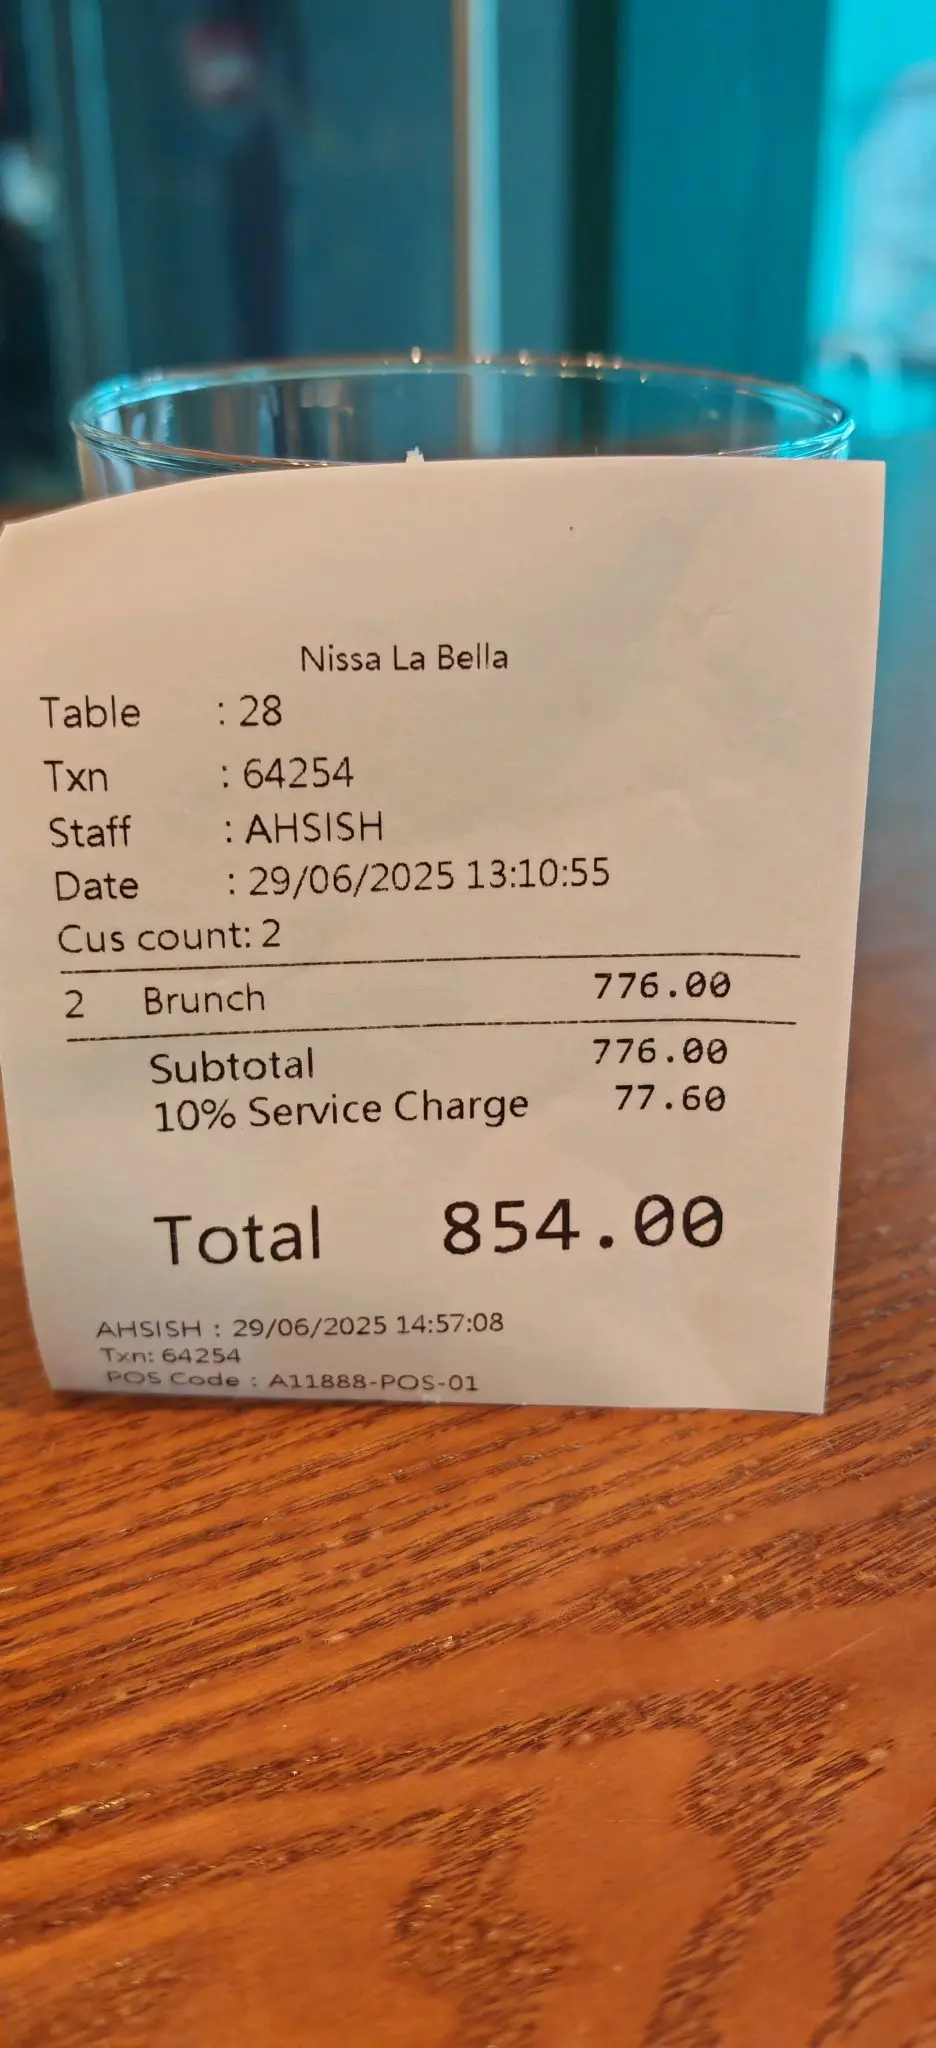 Nissa La Bella
Table : 28
Txn : 64254
Staff : AHSISH
Date : 29/06/2025 13:10:55
Cus count: 2
2 Brunch 776.00
Subtotal 776.00
10% Service Charge 77.60
Total 854.00
AHSISH : 29/06/2025 14:57:08
Txn: 64254
POS Code : A11888-POS-01